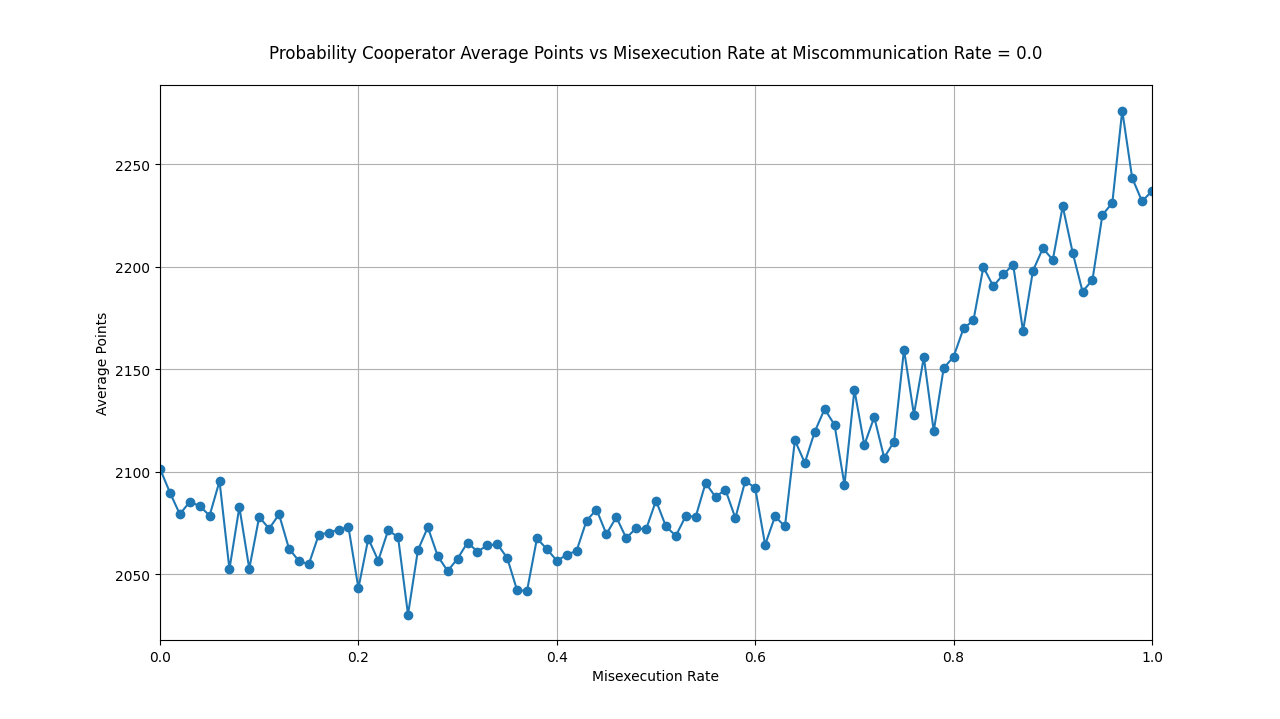 Probability Cooperator Average Points vs Misexecution Rate at Miscommunication Rate = 0.0
2250
2200
2150
2100
2050
Average Points
0.0 0.2 0.4 0.6 0.8 1.0
Misexecution Rate